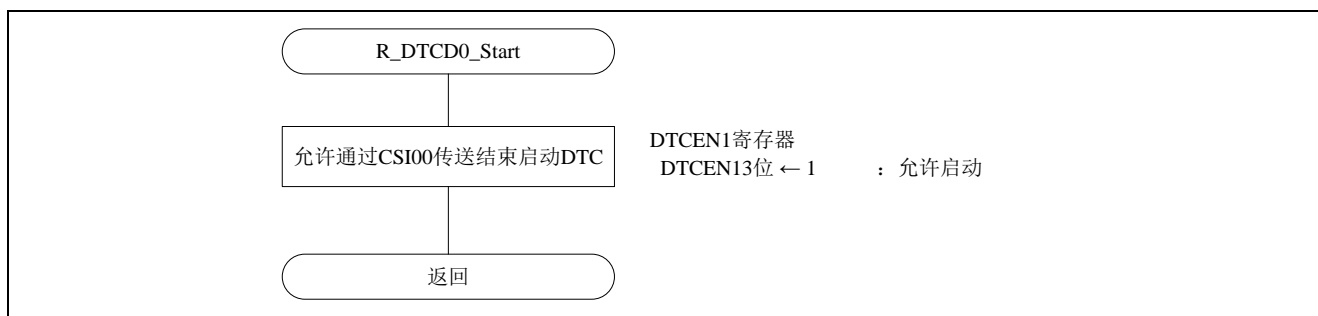 R_DTCD0_Start
允许通过CSI00传送结束启动DTC
DTCEN1寄存器
DTCEN13位 ← 1 ：允许启动
返回